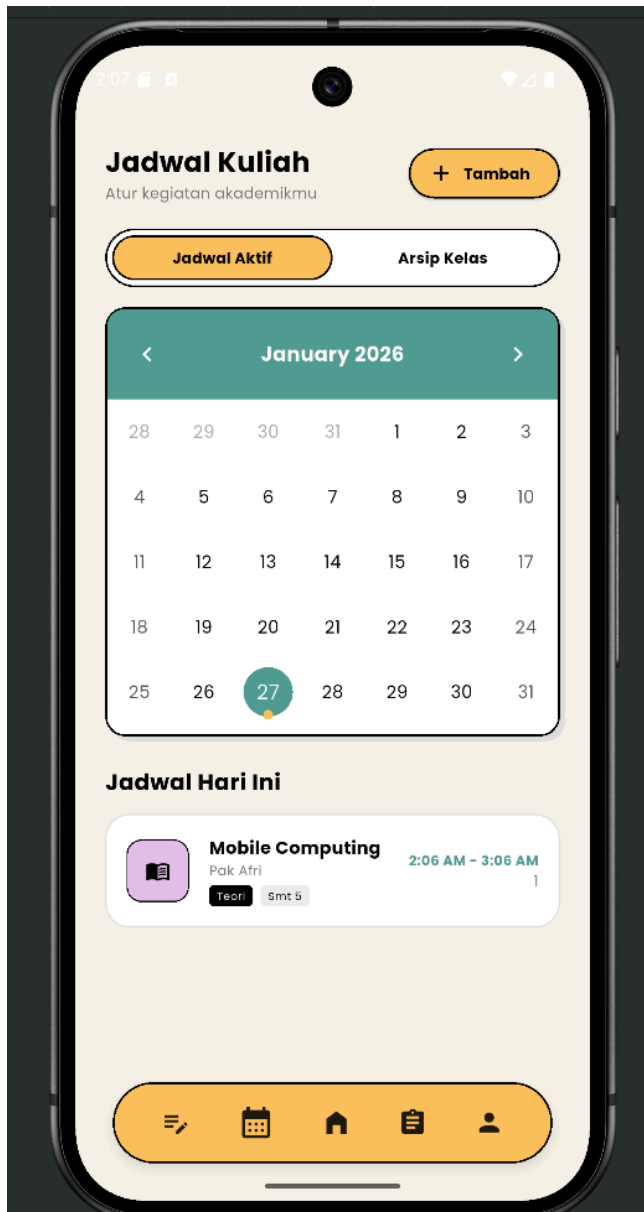 2:07
Jadwal Kuliah
Atur kegiatan akademikmu
+ Tambah
Jadwal Aktif
Arsip Kelas
January 2026
28 29 30 31 1 2 3
4 5 6 7 8 9 10
11 12 13 14 15 16 17
18 19 20 21 22 23 24
25 26 27 28 29 30 31
Jadwal Hari Ini
Mobile Computing
Pak Afri
Teori Smt 5
2:06 AM - 3:06 AM
1